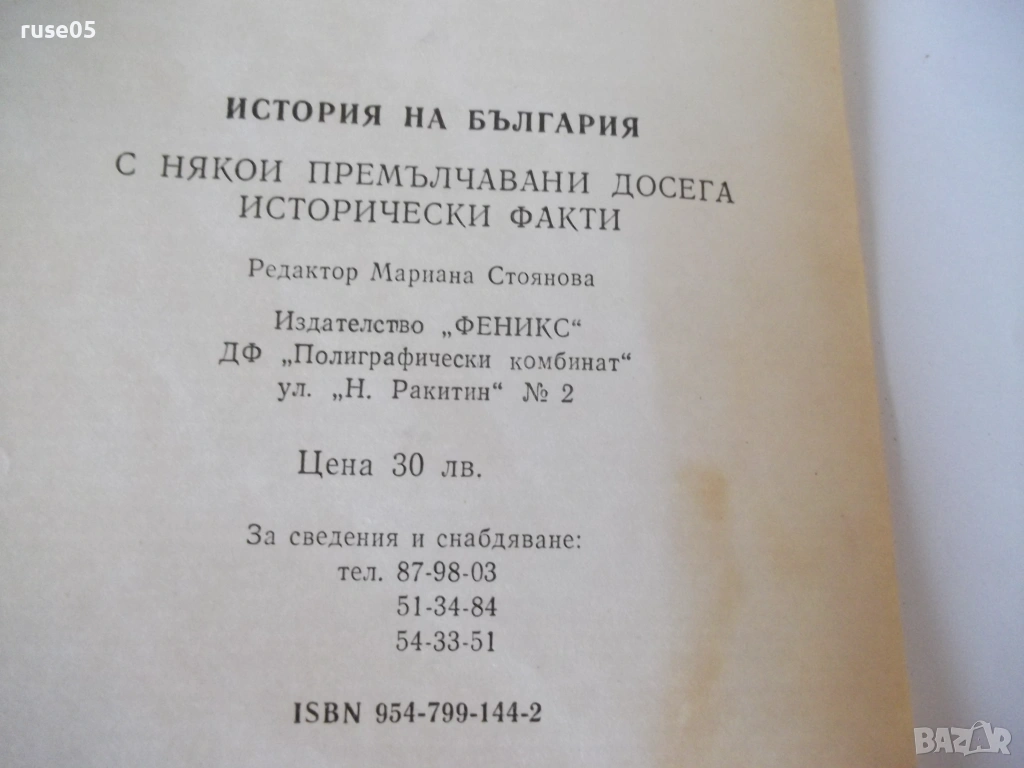 ruse05
ИСТОРИЯ НА БЪЛГАРИЯ
С НЯКОИ ПРЕМЪЛЧАВАНИ ДОСЕГА
ИСТОРИЧЕСКИ ФАКТИ
Редактор Мариана Стоянова
Издателство „ФЕНИКС“
ДФ „Полиграфически комбинат“
ул. „Н. Ракитин“ № 2
Цена 30 лв.
За сведения и снабдяване:
тел. 87-98-03
51-34-84
54-33-51
ISBN 954-799-144-2
BAZAR